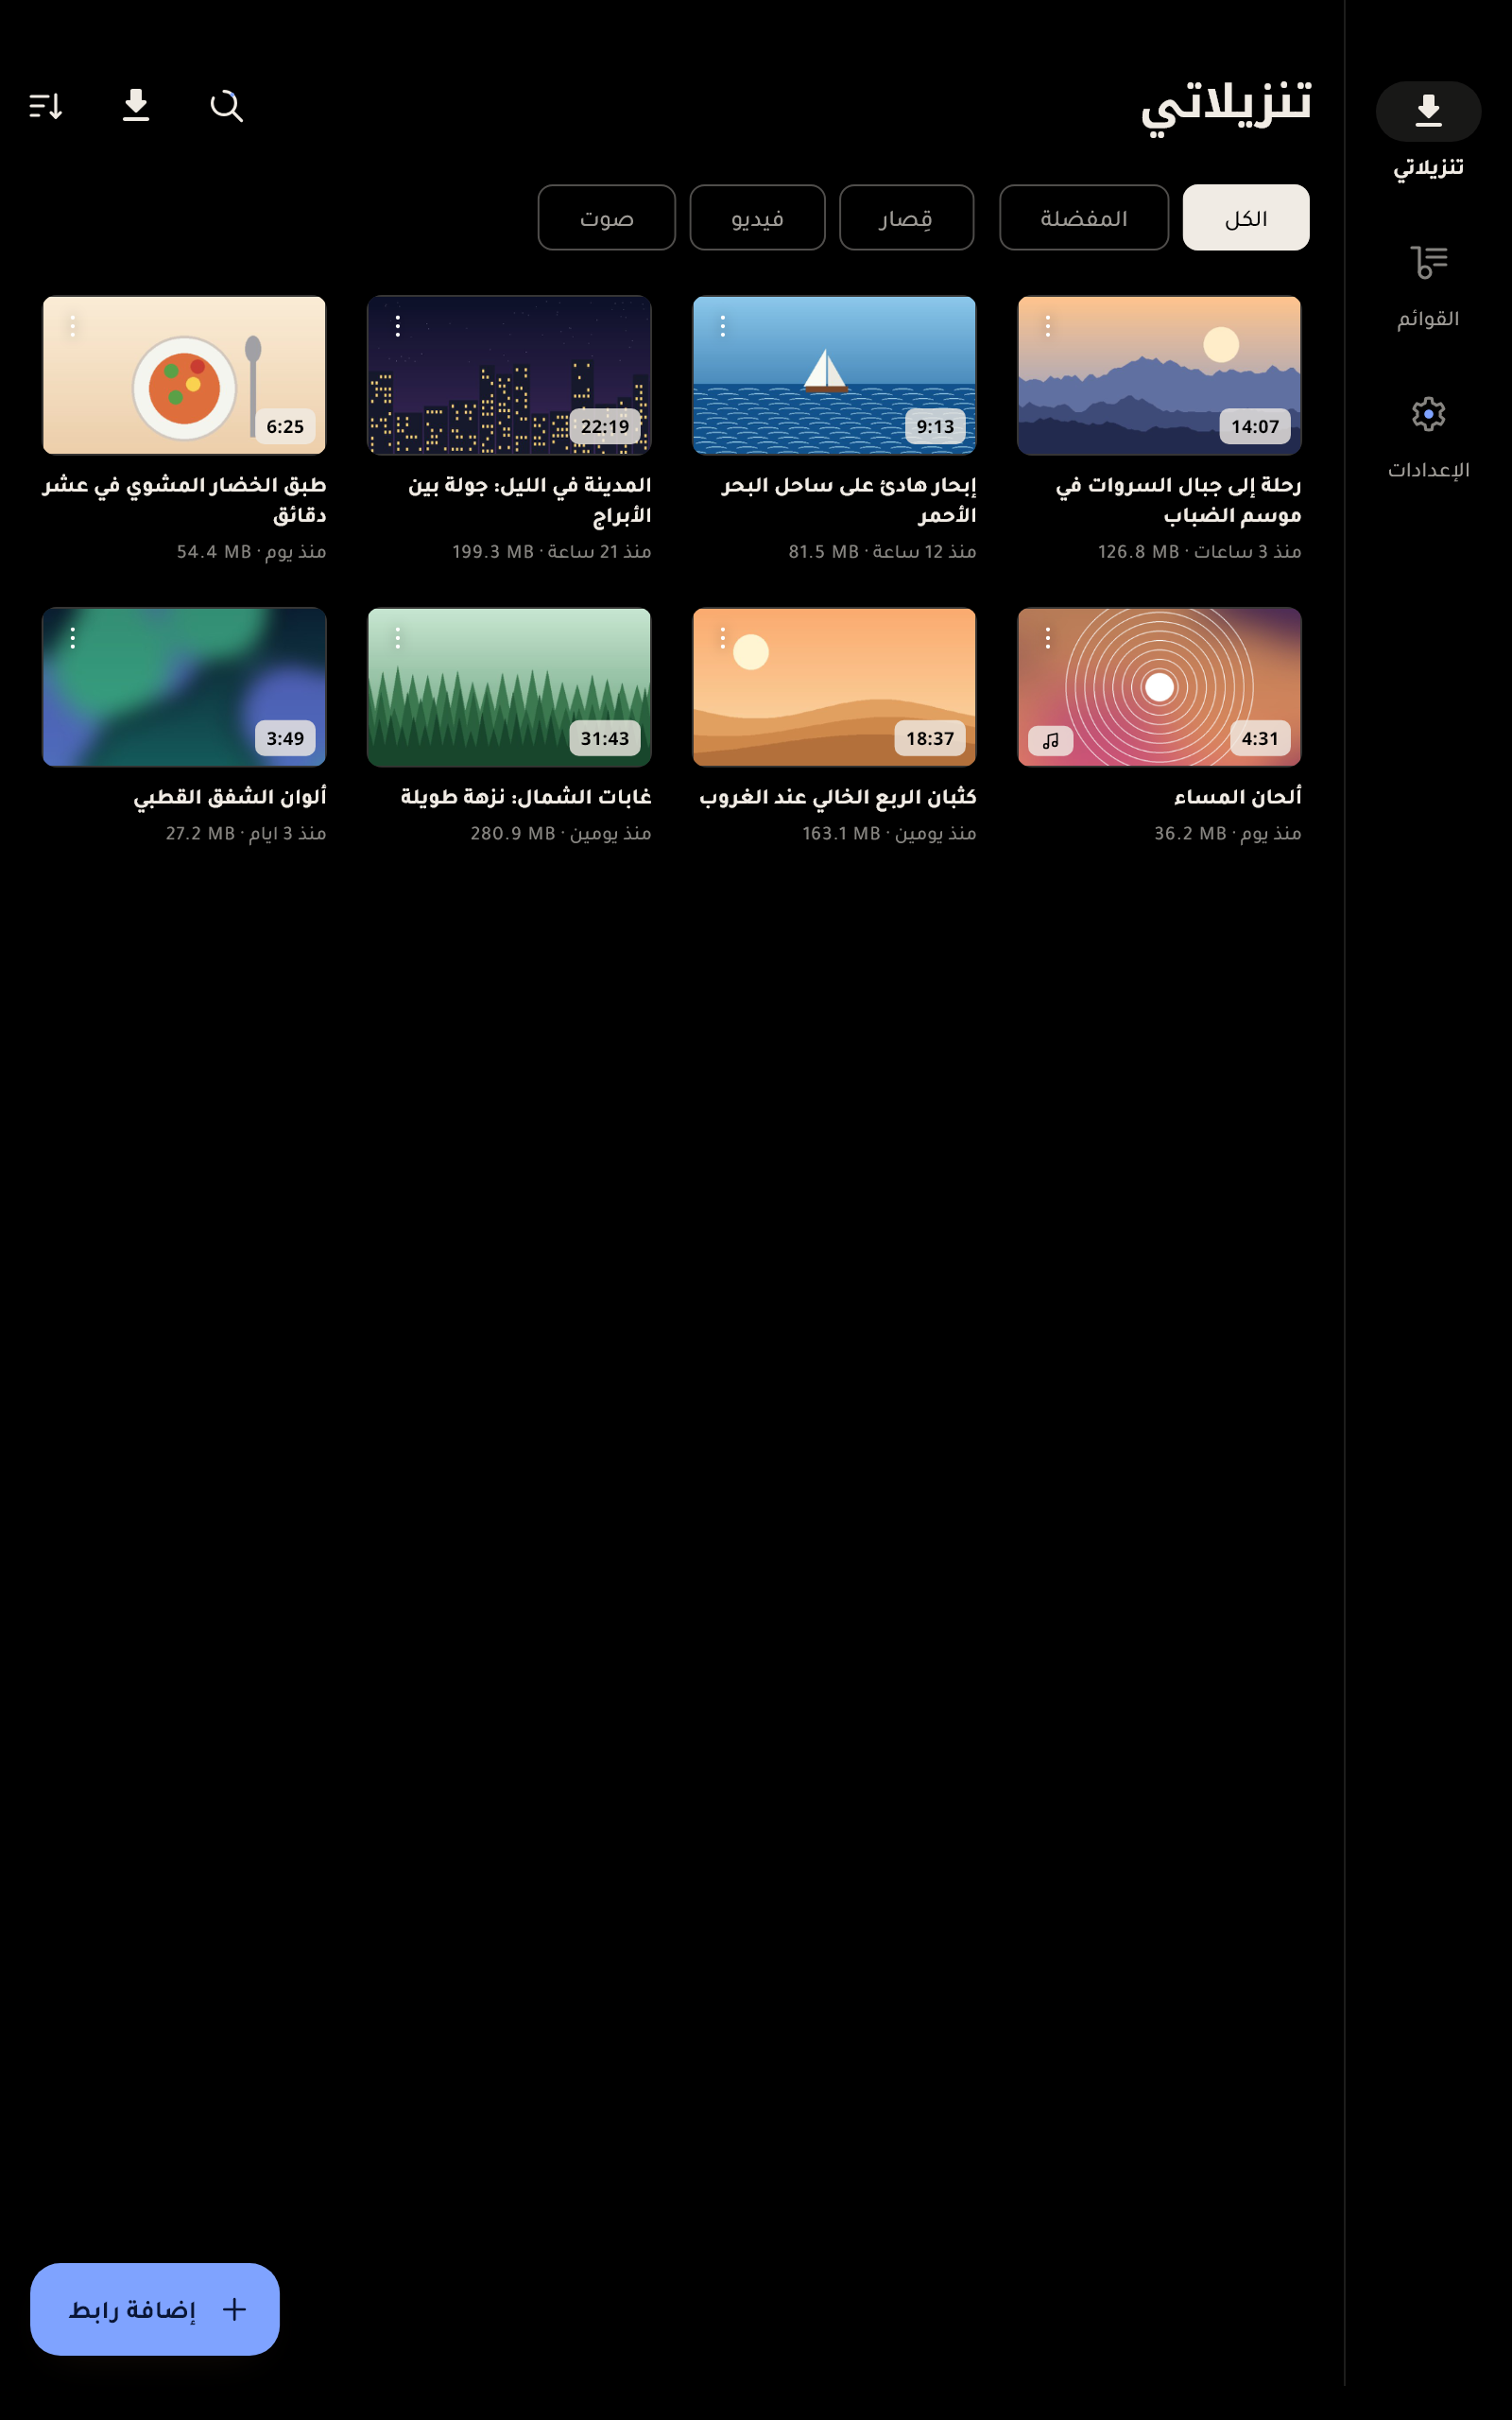 تنزيلاتي
القوائم
الإعدادات
تنزيلاتي
الكل
المفضلة
قِصار
فيديو
صوت
14:07
رحلة إلى جبال السروات في
موسم الضباب
منذ 3 ساعات · 126.8 MB
9:13
إبحار هادئ على ساحل البحر
الأحمر
منذ 12 ساعة · 81.5 MB
22:19
المدينة في الليل: جولة بين
الأبراج
منذ 21 ساعة · 199.3 MB
6:25
طبق الخضار المشوي في عشر
دقائق
منذ يوم · 54.4 MB
4:31
ألحان المساء
منذ يوم · 36.2 MB
18:37
كثبان الربع الخالي عند الغروب
منذ يومين · 163.1 MB
31:43
غابات الشمال: نزهة طويلة
منذ يومين · 280.9 MB
3:49
ألوان الشفق القطبي
منذ 3 ايام · 27.2 MB
إضافة رابط